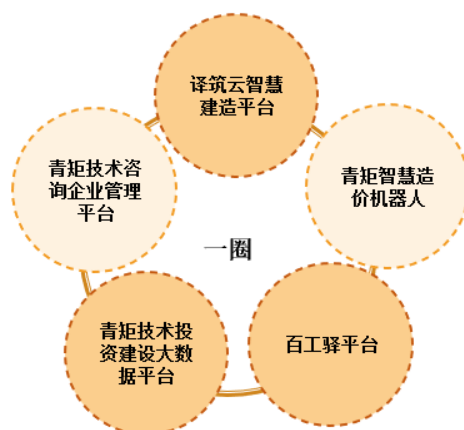 译筑云智慧
建造平台
青矩技术咨
询企业管理
平台
青矩智慧造
价机器人
一圈
青矩技术投
资建设大数
据平台
百工驿平台